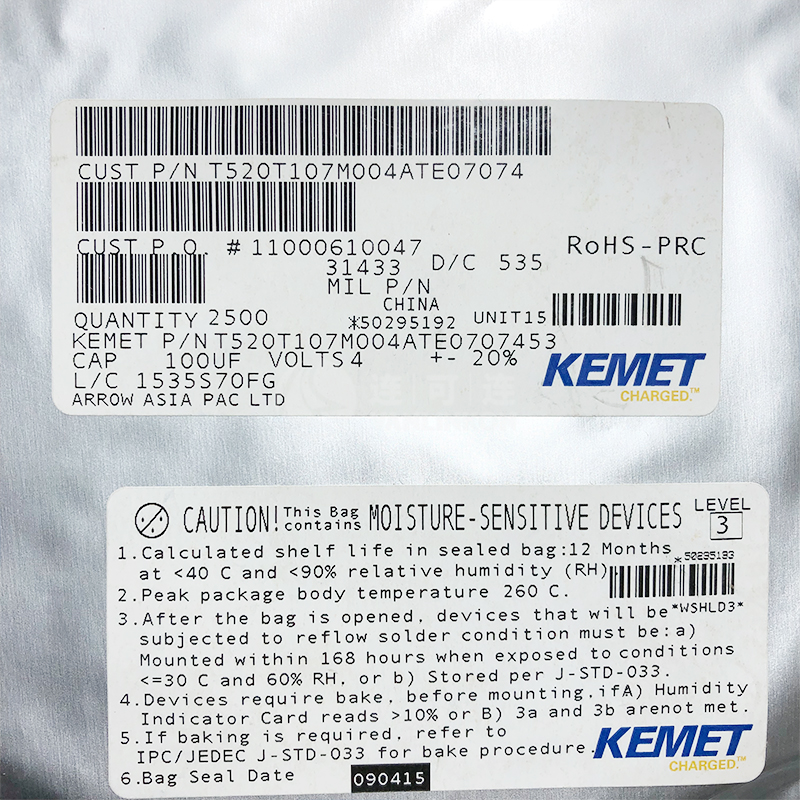 CUST P/N T520T107M004ATE07074
CUST P.O. # 11000610047
RoHS-PRC
31433 D/C 535
MIL P/N
CHINA
QUANTITY 2500 *50295192 UNIT15
KEMET P/N T520T107M004ATE0707453
CAP 100UF VOLTS 4 +- 20%
L/C 1535S70FG
ARROW ASIA PAC LTD
KEMET
CHARGED.™
CAUTION! This Bag contains MOISTURE-SENSITIVE DEVICES LEVEL 3
1.Calculated shelf life in sealed bag:12 Months *50295193
at <40 C and <90% relative humidity (RH)
2.Peak package body temperature 260 C.
3.After the bag is opened, devices that will be *WSHLD3*
subjected to reflow solder condition must be:a)
Mounted within 168 hours when exposed to conditions
<=30 C and 60% RH, or b) Stored per J-STD-033.
4.Devices require bake, before mounting,ifA) Humidity
Indicator Card reads >10% or B) 3a and 3b arenot met.
5.If baking is required, refer to
IPC/JEDEC J-STD-033 for bake procedure.
KEMET
CHARGED.™
6.Bag Seal Date 090415